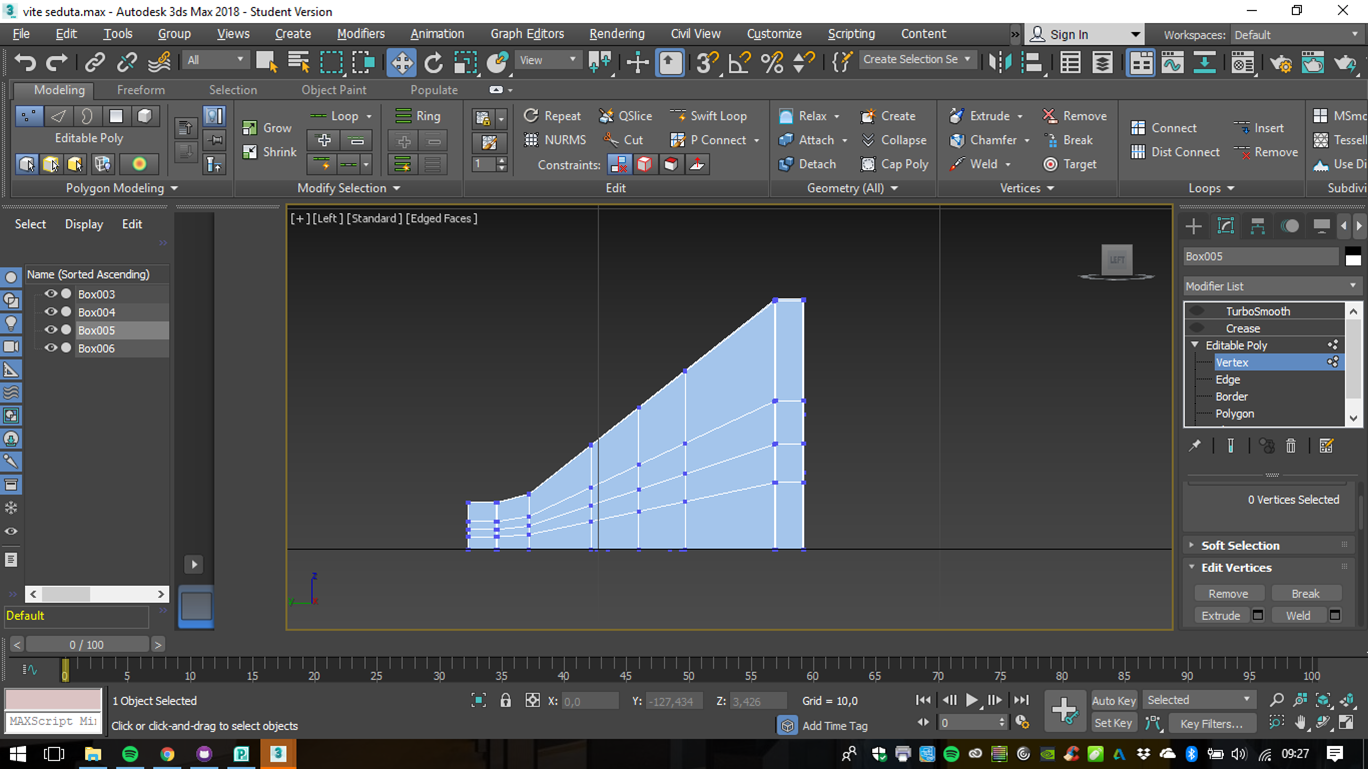 vite seduta.max - Autodesk 3ds Max 2018 - Student Version
File Edit Tools Group Views Create Modifiers Animation Graph Editors Rendering Civil View Customize Scripting Content » Sign In Workspaces: Default
All View Create Selection Se
Modeling Freeform Selection Object Paint Populate
Loop Ring Repeat QSlice Swift Loop Relax Create Extrude Remove Connect Insert MSmo
Editable Poly Grow NURMS Cut P Connect Attach Collapse Chamfer Break Dist Connect Remove Tessell
Shrink 1 Constraints: Detach Cap Poly Weld Target Use Di
Polygon Modeling Modify Selection Edit Geometry (All) Vertices Loops Subdivi
Select Display Edit
[+] [Left ] [Standard ] [Edged Faces ]
LEFT
Name (Sorted Ascending)
Box003
Box004
Box005
Box006
Default
Box005
Modifier List
TurboSmooth
Crease
Editable Poly
Vertex
Edge
Border
Polygon
0 Vertices Selected
Soft Selection
Edit Vertices
Remove Break
Extrude Weld
z
y x
< 0 / 100 >
0 5 10 15 20 25 30 35 40 45 50 55 60 65 70 75 80 85 90 95 100
1 Object Selected X: 0,0 Y: -127,434 Z: 3,426 Grid = 10,0 Auto Key Selected
MAXScript Mi Click or click-and-drag to select objects Add Time Tag 0 Set Key Key Filters...
09:27